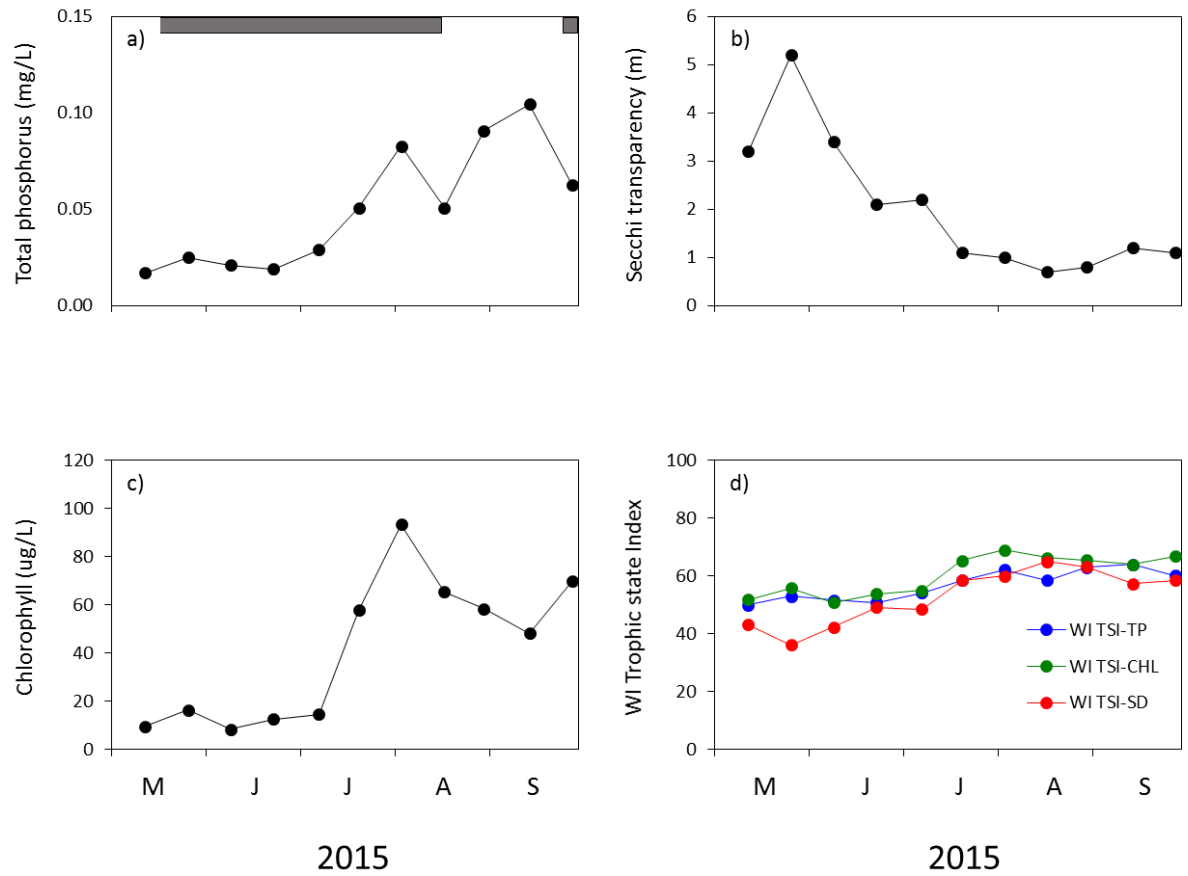 a)
Total phosphorus (mg/L)
0.15
0.10
0.05
0.00
b)
Secchi transparency (m)
6
5
4
3
2
1
0
c)
Chlorophyll (ug/L)
120
100
80
60
40
20
0
M J J A S
2015
d)
WI Trophic state Index
100
80
60
40
20
0
WI TSI-TP
WI TSI-CHL
WI TSI-SD
M J J A S
2015